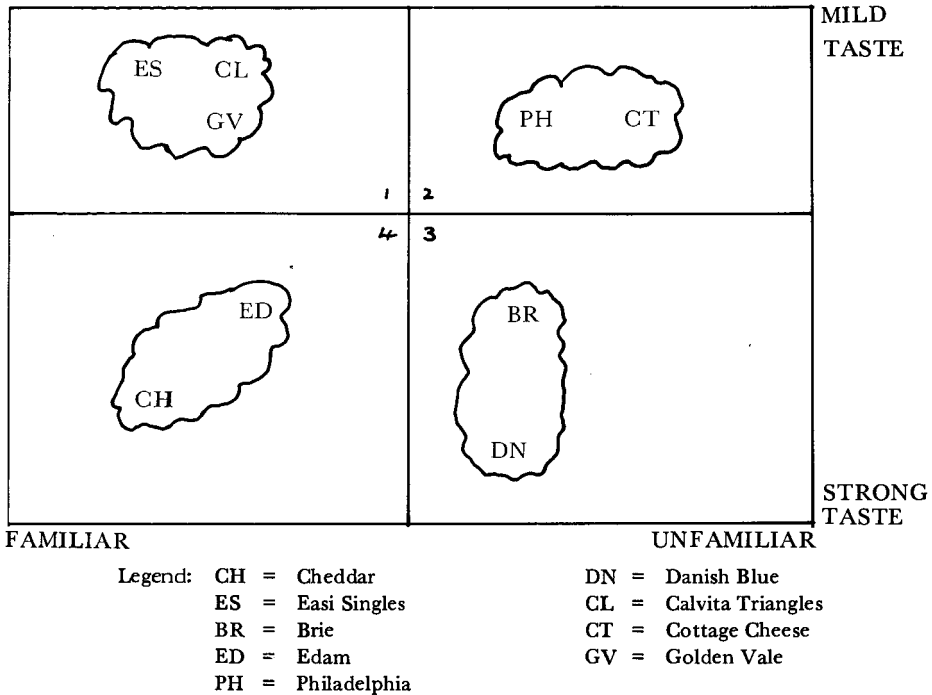 MILD
TASTE
ES CL
GV
PH CT
1 2
4 3
ED
BR
CH
DN
STRONG
TASTE
FAMILIAR UNFAMILIAR
Legend: CH = Cheddar DN = Danish Blue
ES = Easi Singles CL = Calvita Triangles
BR = Brie CT = Cottage Cheese
ED = Edam GV = Golden Vale
PH = Philadelphia